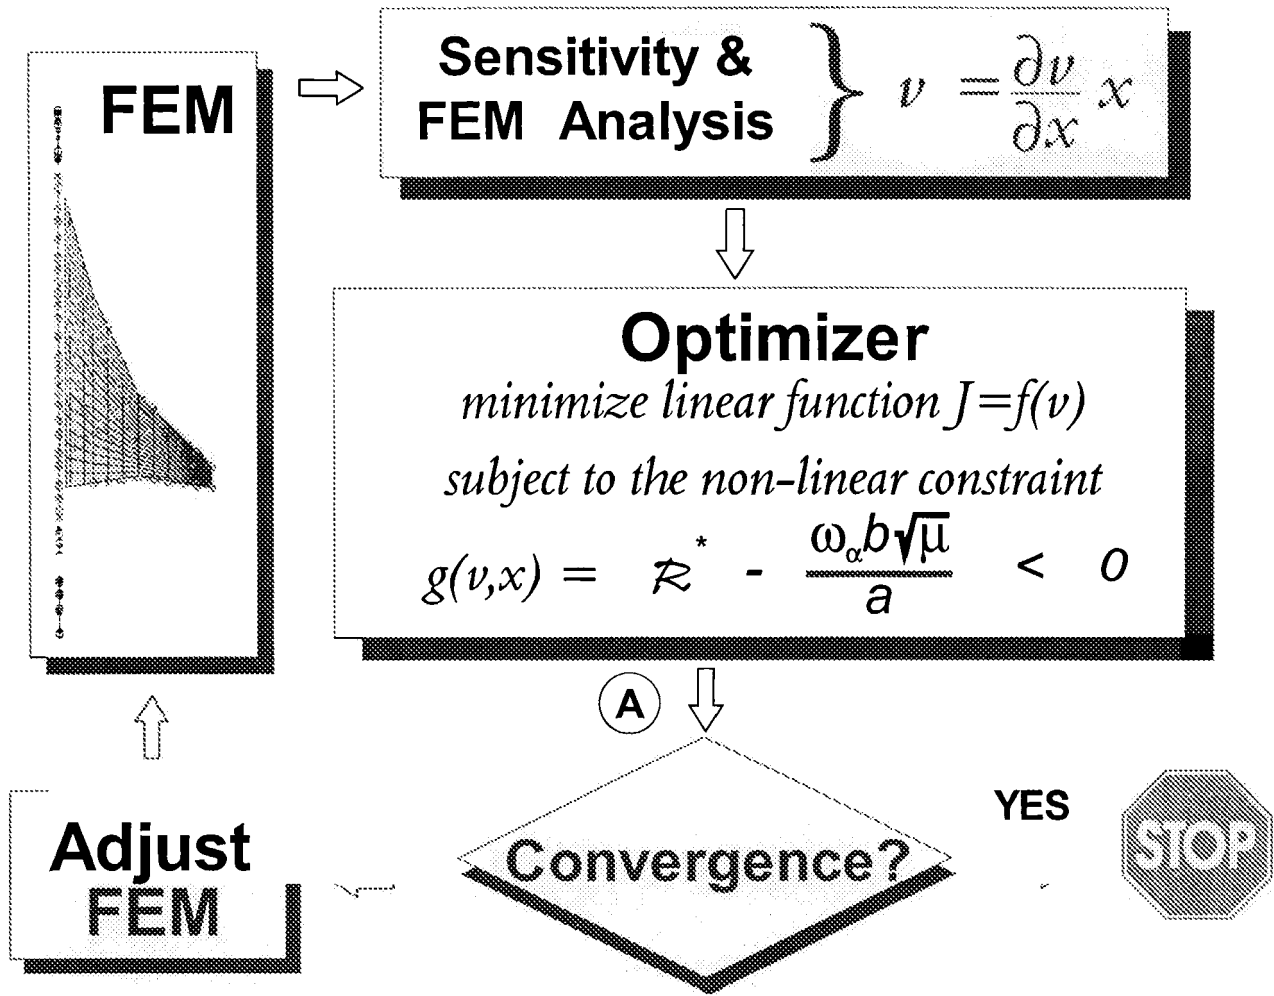 FEM
Sensitivity &
FEM Analysis
} ν = ∂ν/∂x x
Optimizer
minimize linear function J=f(ν)
subject to the non-linear constraint
g(ν,x) = ℛ* - ω_α b√μ / a < 0
A
Convergence?
YES
STOP
Adjust
FEM